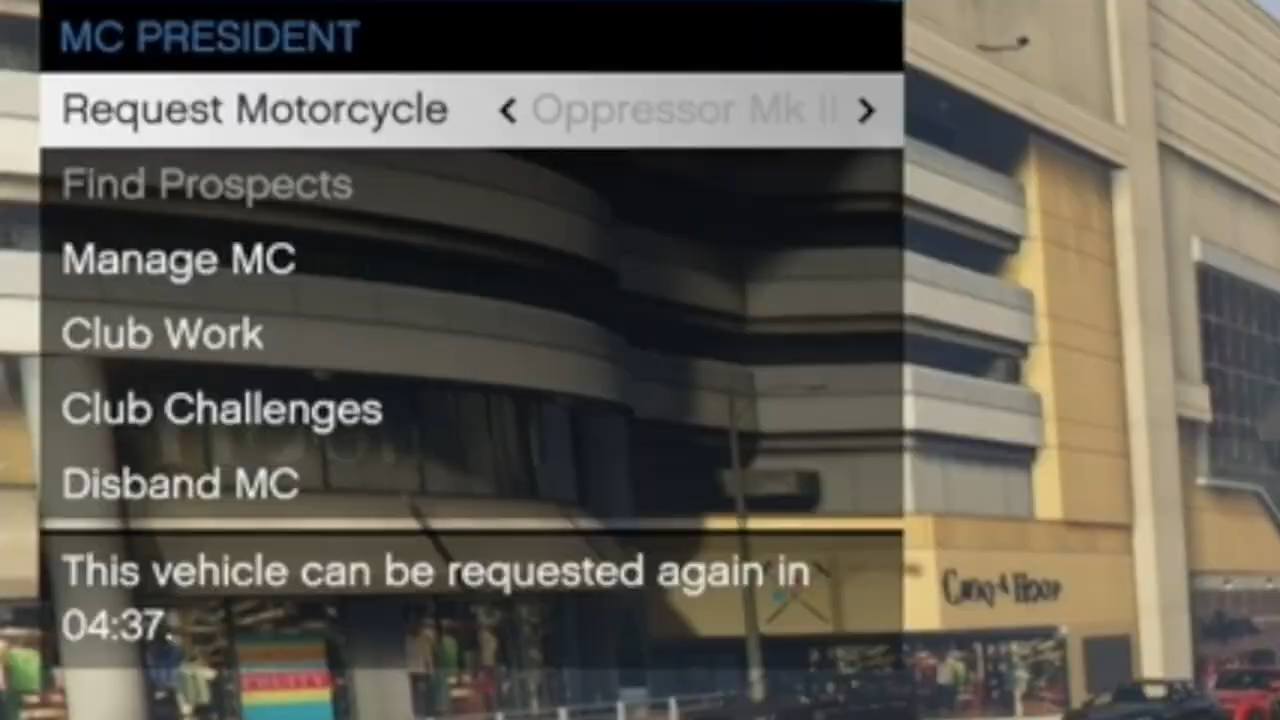 MC PRESIDENT
Request Motorcycle < Oppressor Mk II >
Find Prospects
Manage MC
Club Work
Club Challenges
Disband MC
This vehicle can be requested again in
04:37.